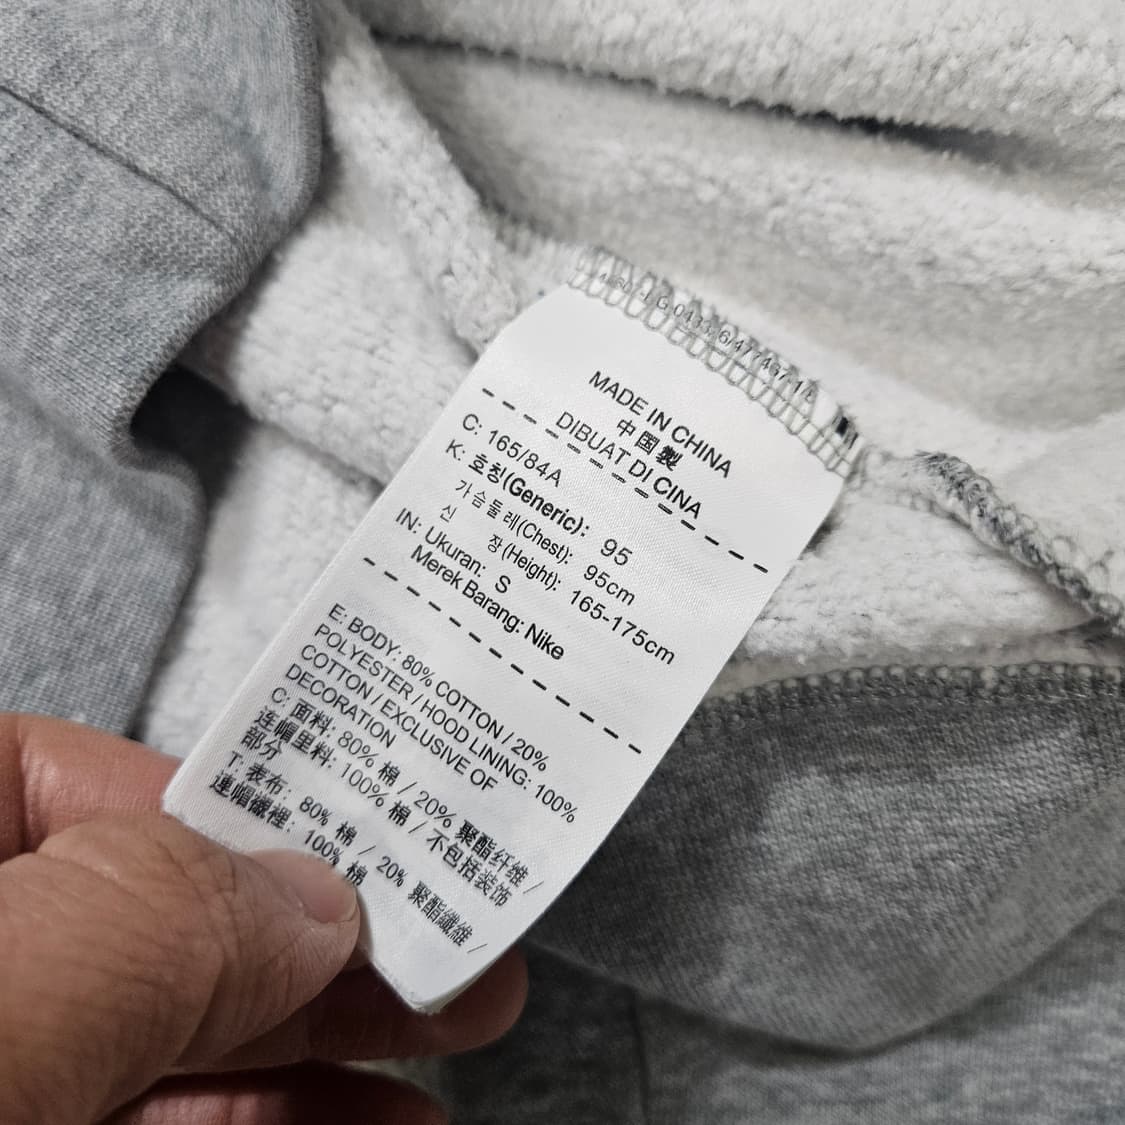 MADE IN CHINA
中國製
DIBUAT DI CINA
C: 165/84A
K: 호칭(Generic): 95
가슴둘레(Chest): 95cm
신 장(Height): 165-175cm
IN: Ukuran: S
Merek Barang: Nike
E: BODY: 80% COTTON / 20%
POLYESTER / HOOD LINING: 100%
COTTON / EXCLUSIVE OF
DECORATION
C: 面料: 80% 棉 / 20% 聚酯纤维 /
连帽里料: 100% 棉 / 不包括装饰
部分
T: 表布: 80% 棉 / 20% 聚酯纖維 /
連帽襯裡: 100% 棉